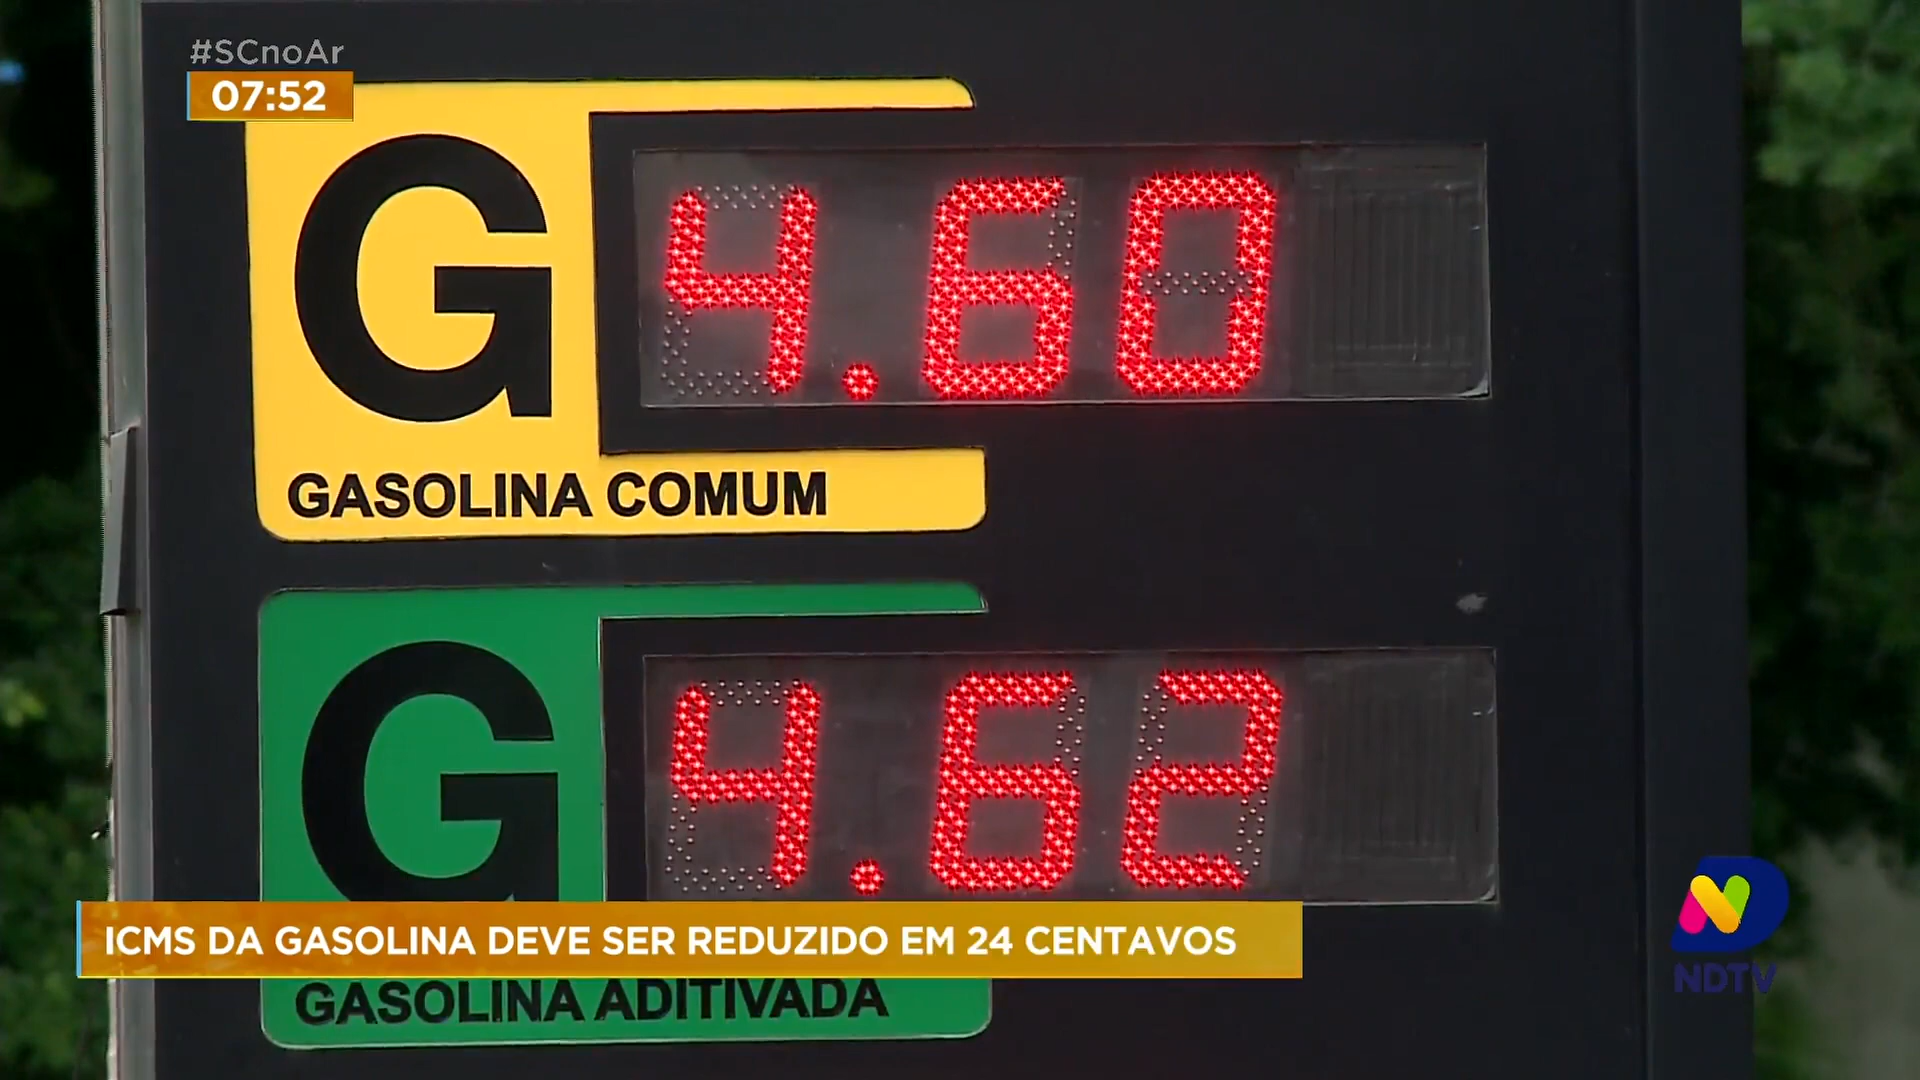 #SCnoAr
07:52
G
4.60
GASOLINA COMUM
G
4.62
ICMS DA GASOLINA DEVE SER REDUZIDO EM 24 CENTAVOS
GASOLINA ADITIVADA
NDTV